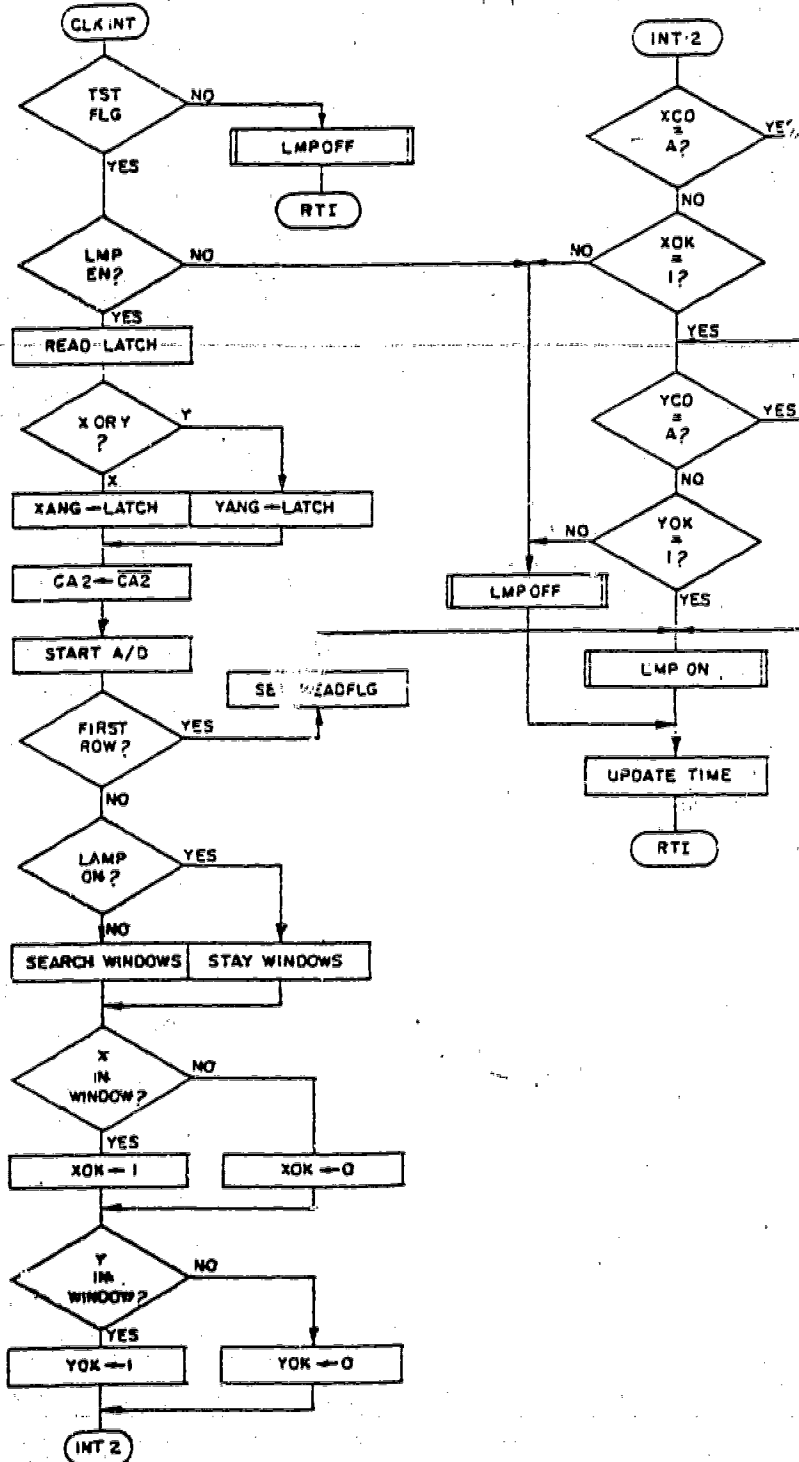 CLK INT
TST
FLG
NO
LMPOFF
RTI
YES
LMP
EN?
NO
YES
READ LATCH
X OR Y
?
Y
X
XANG←LATCH
YANG←LATCH
CA2←CA2
START A/D
FIRST
ROW?
YES
NO
LAMP
ON?
YES
NO
SEARCH WINDOWS
STAY WINDOWS
X
IN
WINDOW?
NO
YES
XOK←1
XOK←0
Y
IN
WINDOW?
NO
YES
YOK←1
YOK←0
INT 2
INT 2
XCO
=
A?
YES
NO
XOK
=
1?
NO
YES
YCO
=
A?
YES
NO
YOK
=
1?
NO
YES
LMPOFF
LMP ON
UPDATE TIME
RTI